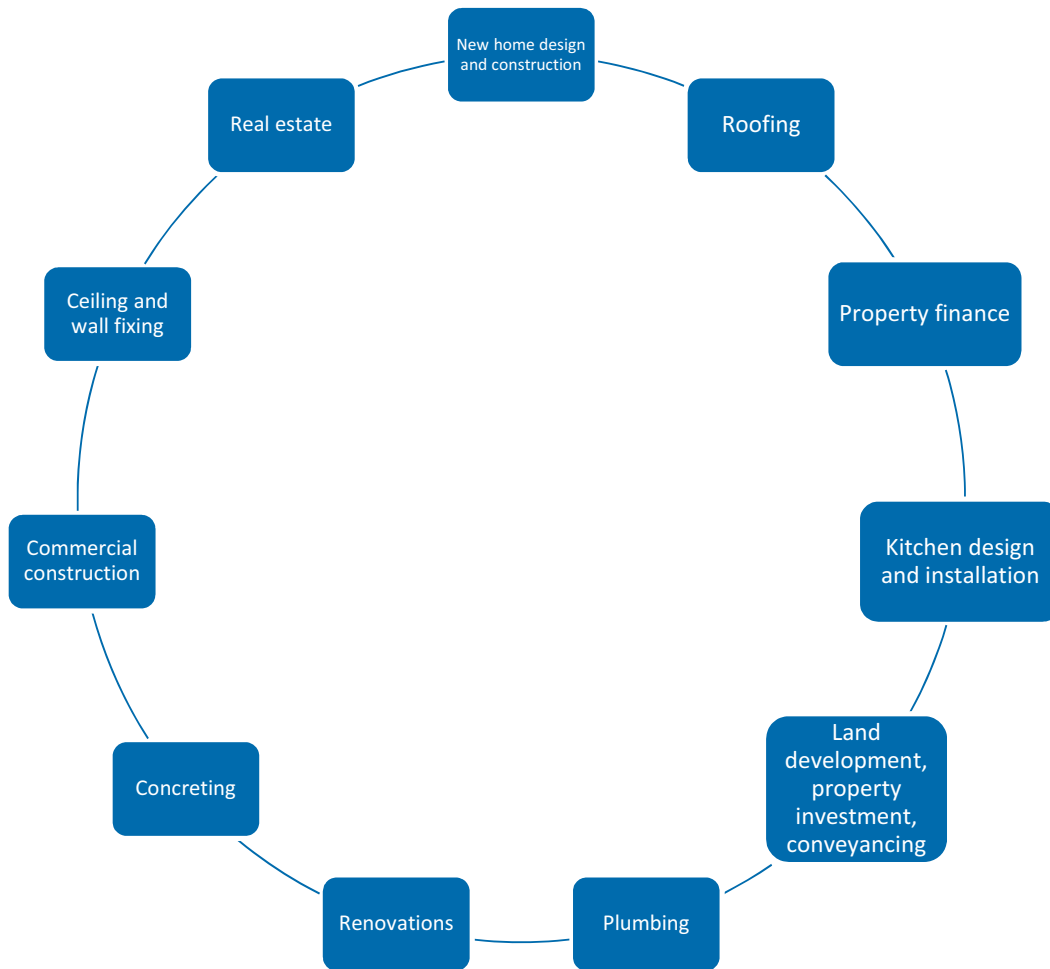 New home design
and construction
Roofing
Property finance
Kitchen design
and installation
Land
development,
property
investment,
conveyancing
Plumbing
Renovations
Concreting
Commercial
construction
Ceiling and
wall fixing
Real estate